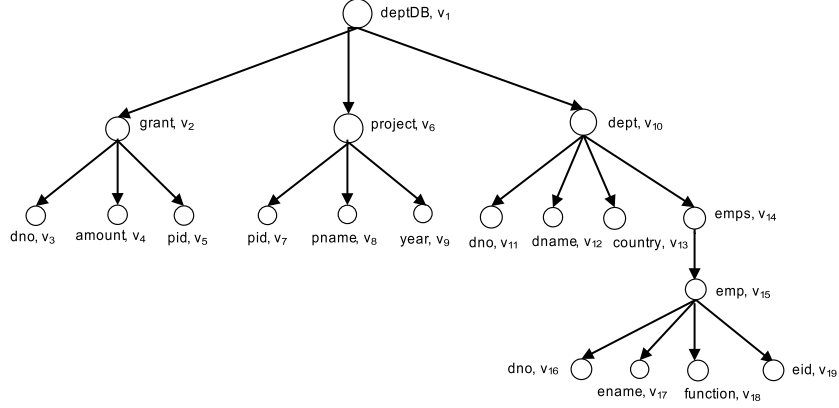 deptDB, v1
grant, v2
project, v6
dept, v10
dno, v3
amount, v4
pid, v5
pid, v7
pname, v8
year, v9
dno, v11
dname, v12
country, v13
emps, v14
emp, v15
dno, v16
ename, v17
function, v18
eid, v19